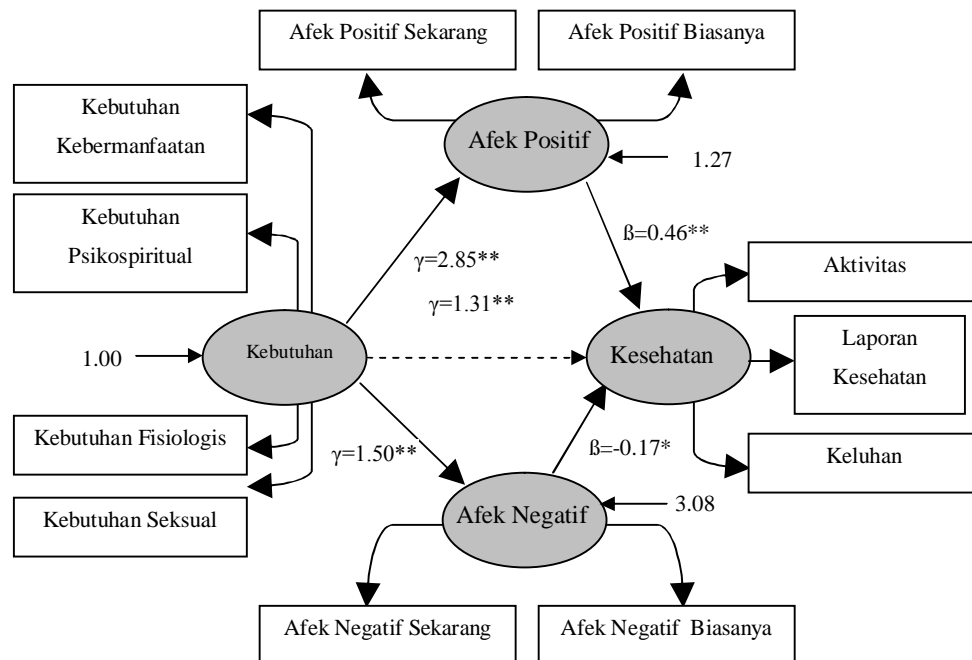 Afek Positif Sekarang
Afek Positif Biasanya
Kebutuhan
Kebermanfaatan
Afek Positif
1.27
Kebutuhan
Psikospiritual
ß=0.46**
γ=2.85**
Aktivitas
γ=1.31**
Kebutuhan
1.00
Kesehatan
Laporan
Kesehatan
Kebutuhan Fisiologis
γ=1.50**
ß=-0.17*
Keluhan
Kebutuhan Seksual
Afek Negatif
3.08
Afek Negatif Sekarang
Afek Negatif Biasanya